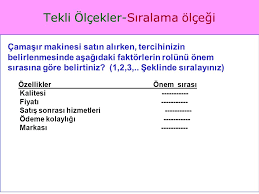 Tekli Ölçekler-Sıralama ölçeği
Çamaşır makinesi satın alırken, tercihinizin
belirlenmesinde aşağıdaki faktörlerin rolünü önem
sırasına göre belirtiniz? (1,2,3,.. Şeklinde sıralayınız)
Özellikler Önem sırası
Kalitesi -----------
Fiyatı -----------
Satış sonrası hizmetleri -----------
Ödeme kolaylığı -----------
Markası -----------